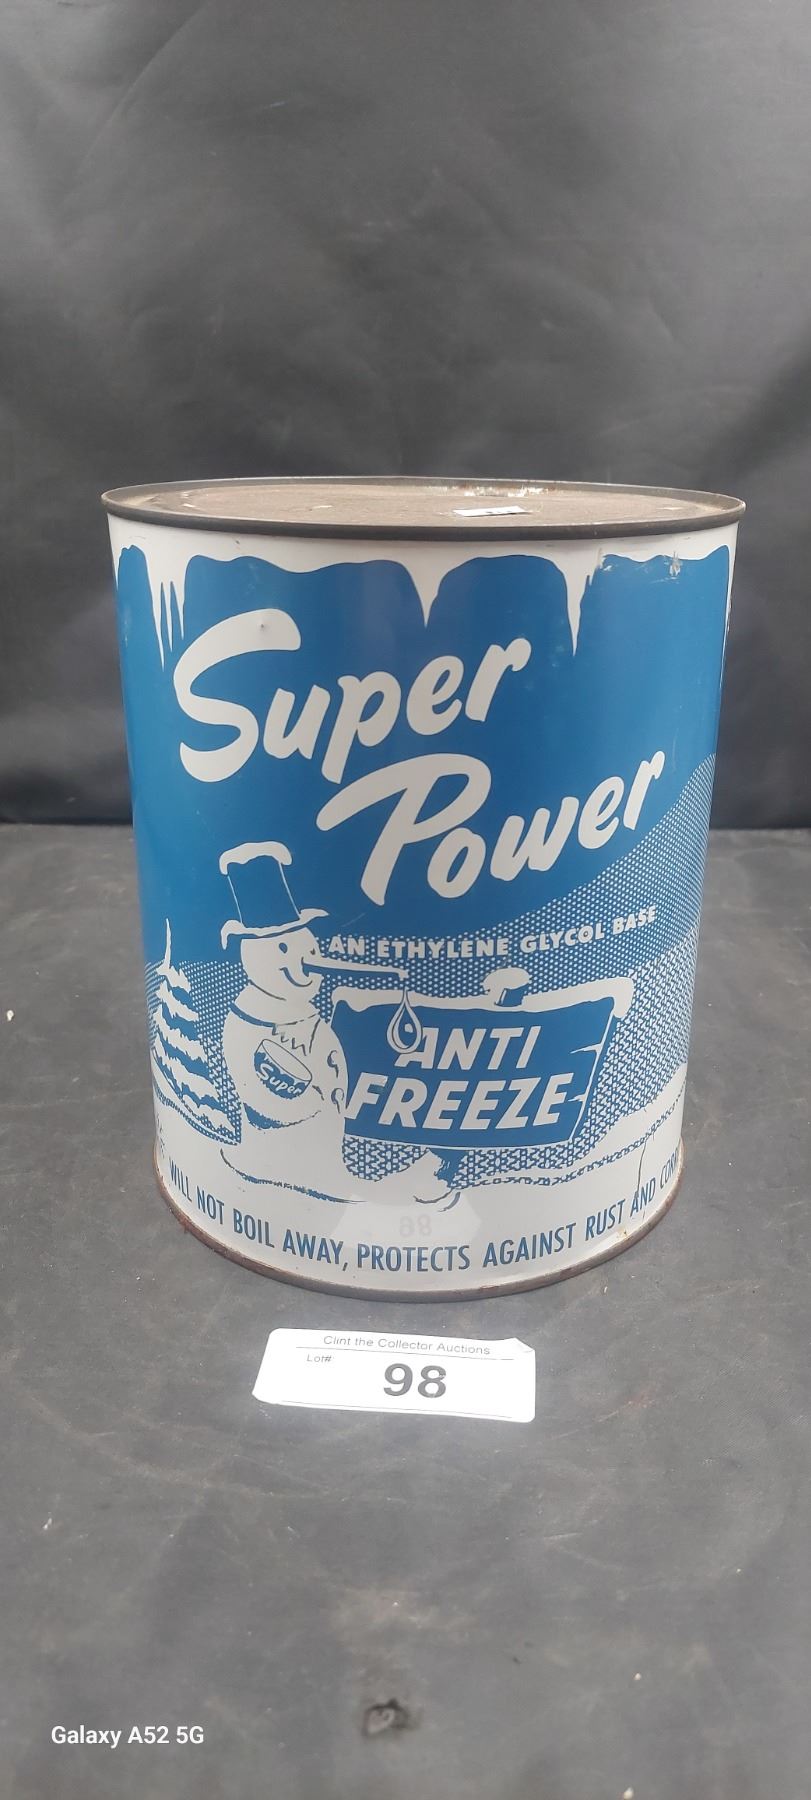 Super
Power
AN ETHYLENE GLYCOL BASE
ANTI
FREEZE
Super
WILL NOT BOIL AWAY, PROTECTS AGAINST RUST AND
Clint the Collector Auctions
Lot#
98
Galaxy A52 5G